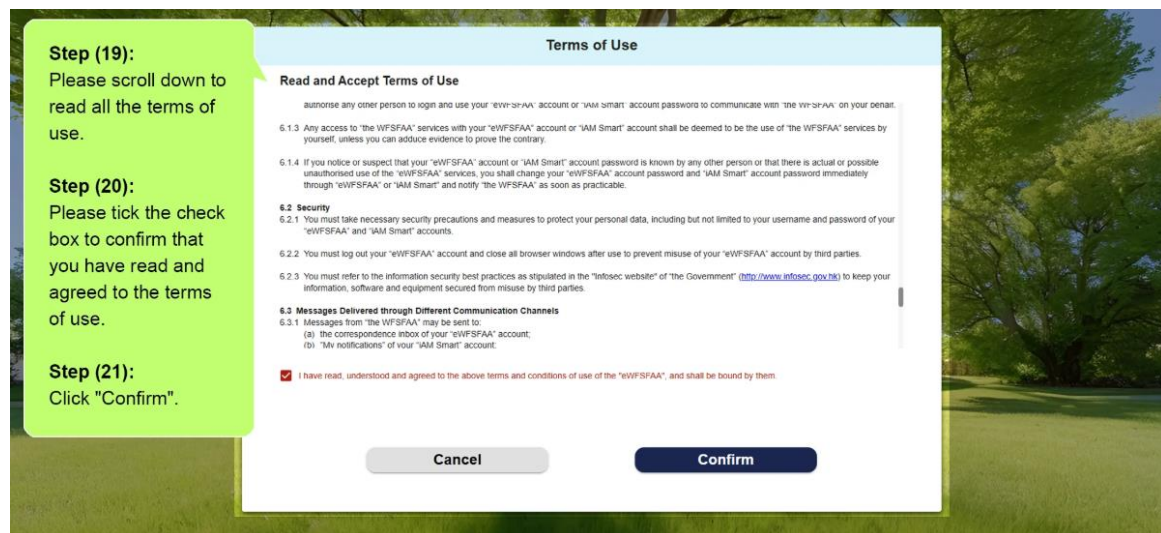 Step (19):
Please scroll down to
read all the terms of
use.
Step (20):
Please tick the check
box to confirm that
you have read and
agreed to the terms
of use.
Step (21):
Click "Confirm".
Terms of Use
Read and Accept Terms of Use
authorise any other person to login and use your "eWFSFAA" account or "iAM Smart" account password to communicate with "the WFSFAA" on your behalf.
6.1.3 Any access to "the WFSFAA" services with your "eWFSFAA" account or "iAM Smart" account shall be deemed to be the use of "the WFSFAA" services by
yourself, unless you can adduce evidence to prove the contrary.
6.1.4 If you notice or suspect that your "eWFSFAA" account or "iAM Smart" account password is known by any other person or that there is actual or possible
unauthorised use of the "eWFSFAA" services, you shall change your "eWFSFAA" account password and "iAM Smart" account password immediately
through "eWFSFAA" or "iAM Smart" and notify "the WFSFAA" as soon as practicable.
6.2 Security
6.2.1 You must take necessary security precautions and measures to protect your personal data, including but not limited to your username and password of your
"eWFSFAA" and "iAM Smart" accounts.
6.2.2 You must log out your "eWFSFAA" account and close all browser windows after use to prevent misuse of your "eWFSFAA" account by third parties.
6.2.3 You must refer to the information security best practices as stipulated in the "Infosec website" of "the Government" (http://www.infosec.gov.hk) to keep your
information, software and equipment secured from misuse by third parties.
6.3 Messages Delivered through Different Communication Channels
6.3.1 Messages from "the WFSFAA" may be sent to:
(a) the correspondence inbox of your "eWFSFAA" account;
(b) "My notifications" of your "iAM Smart" account;
I have read, understood and agreed to the above terms and conditions of use of the "eWFSFAA", and shall be bound by them.
Cancel
Confirm